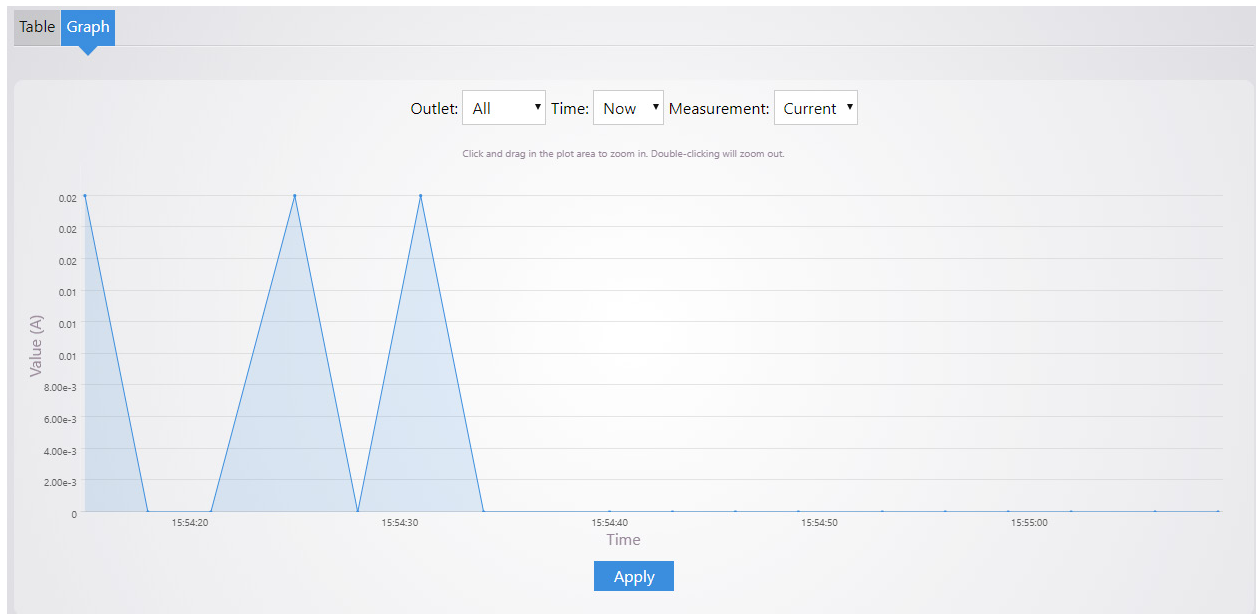 Table Graph
Outlet: All Time: Now Measurement: Current
Click and drag in the plot area to zoom in. Double-clicking will zoom out.
0.02
0.02
0.02
0.01
0.01
0.01
8.00e-3
6.00e-3
4.00e-3
2.00e-3
0
Value (A)
15:54:20 15:54:30 15:54:40 15:54:50 15:55:00
Time
Apply